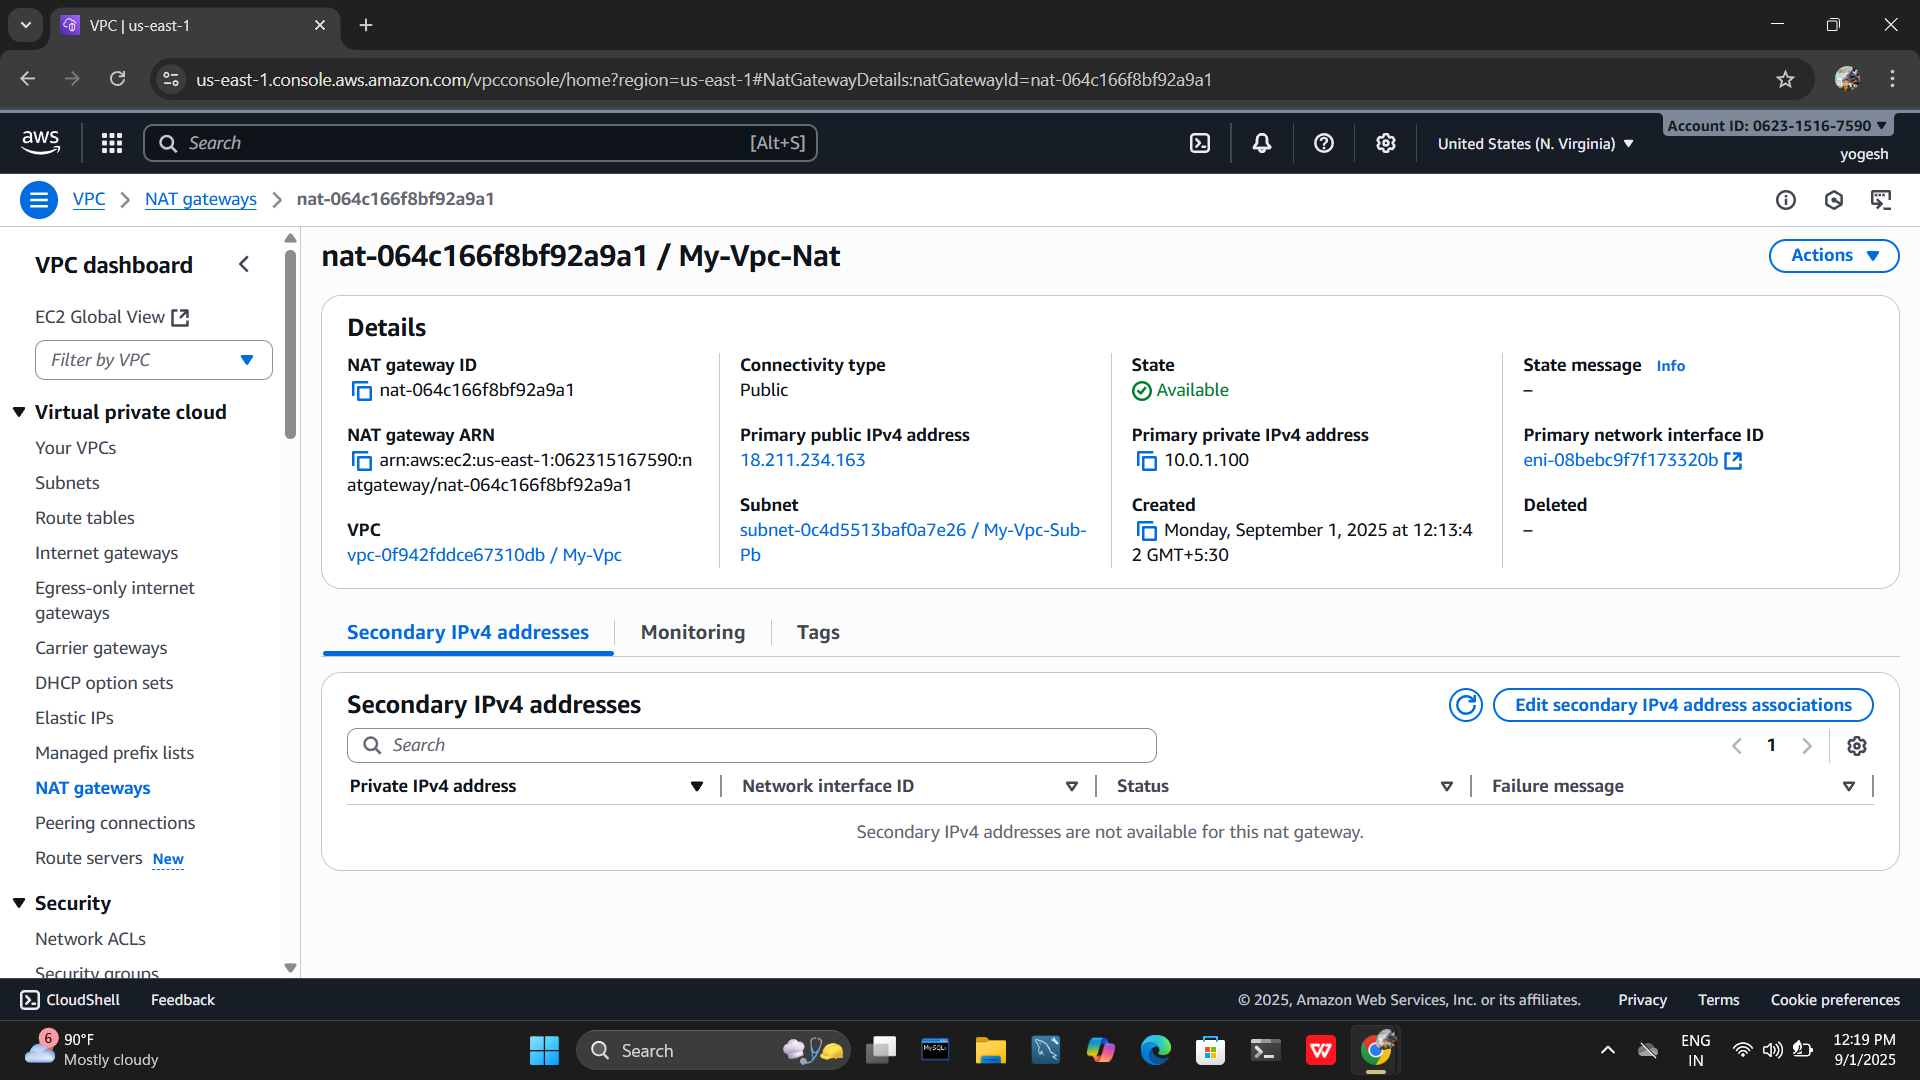 VPC | us-east-1
us-east-1.console.aws.amazon.com/vpcconsole/home?region=us-east-1#NatGatewayDetails:natGatewayId=nat-064c166f8bf92a9a1
aws
Search
[Alt+S]
United States (N. Virginia)
Account ID: 0623-1516-7590
yogesh
VPC
NAT gateways
nat-064c166f8bf92a9a1
VPC dashboard
EC2 Global View
Filter by VPC
Virtual private cloud
Your VPCs
Subnets
Route tables
Internet gateways
Egress-only internet
gateways
Carrier gateways
DHCP option sets
Elastic IPs
Managed prefix lists
NAT gateways
Peering connections
Route servers New
Security
Network ACLs
Security groups
nat-064c166f8bf92a9a1 / My-Vpc-Nat
Actions
Details
NAT gateway ID
nat-064c166f8bf92a9a1
NAT gateway ARN
arn:aws:ec2:us-east-1:062315167590:n
atgateway/nat-064c166f8bf92a9a1
VPC
vpc-0f942fddce67310db / My-Vpc
Connectivity type
Public
Primary public IPv4 address
18.211.234.163
Subnet
subnet-0c4d5513baf0a7e26 / My-Vpc-Sub-
Pb
State
Available
Primary private IPv4 address
10.0.1.100
Created
Monday, September 1, 2025 at 12:13:4
2 GMT+5:30
State message Info
–
Primary network interface ID
eni-08bebc9f7f173320b
Deleted
–
Secondary IPv4 addresses
Monitoring
Tags
Secondary IPv4 addresses
Edit secondary IPv4 address associations
Search
1
Private IPv4 address
Network interface ID
Status
Failure message
Secondary IPv4 addresses are not available for this nat gateway.
CloudShell
Feedback
© 2025, Amazon Web Services, Inc. or its affiliates.
Privacy
Terms
Cookie preferences
6
90°F
Mostly cloudy
Search
MySQL
W
ENG
IN
12:19 PM
9/1/2025